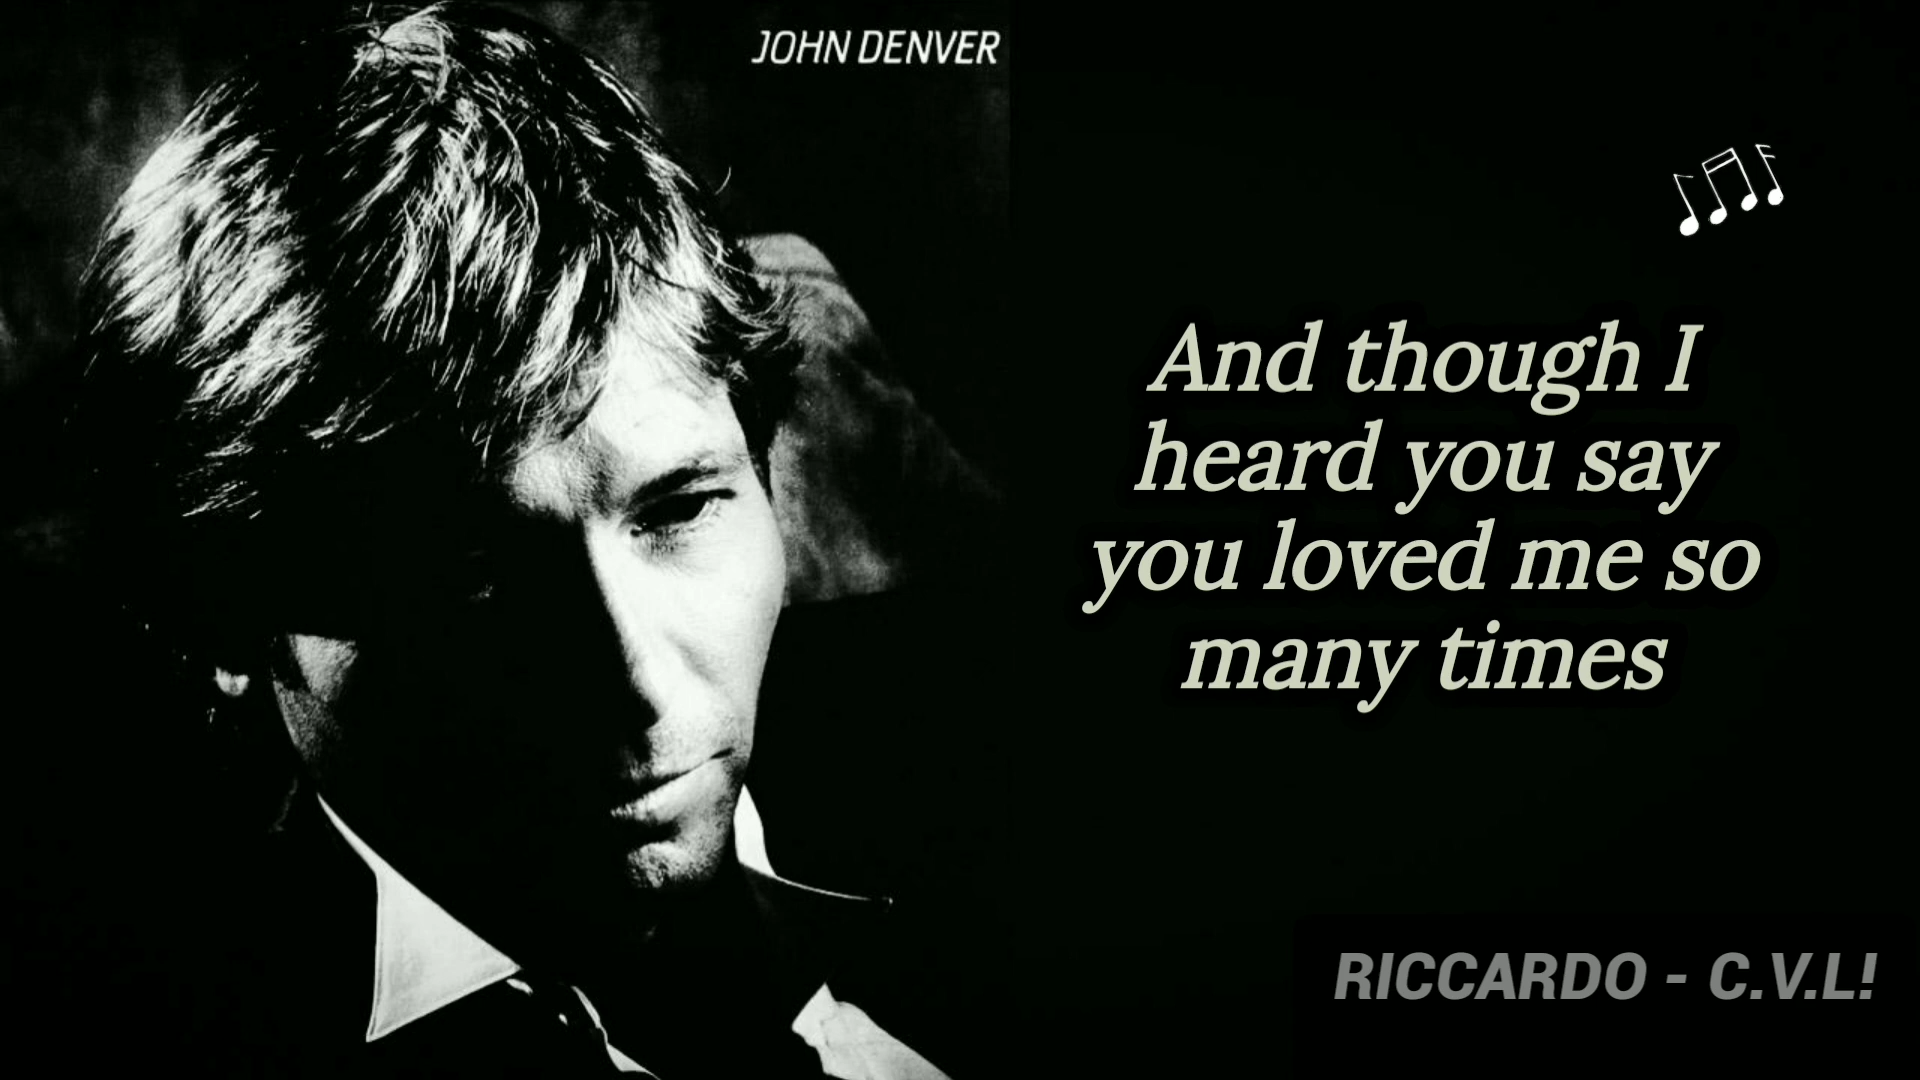 JOHN DENVER
And though I
heard you say
you loved me so
many times
RICCARDO - C.V.L!